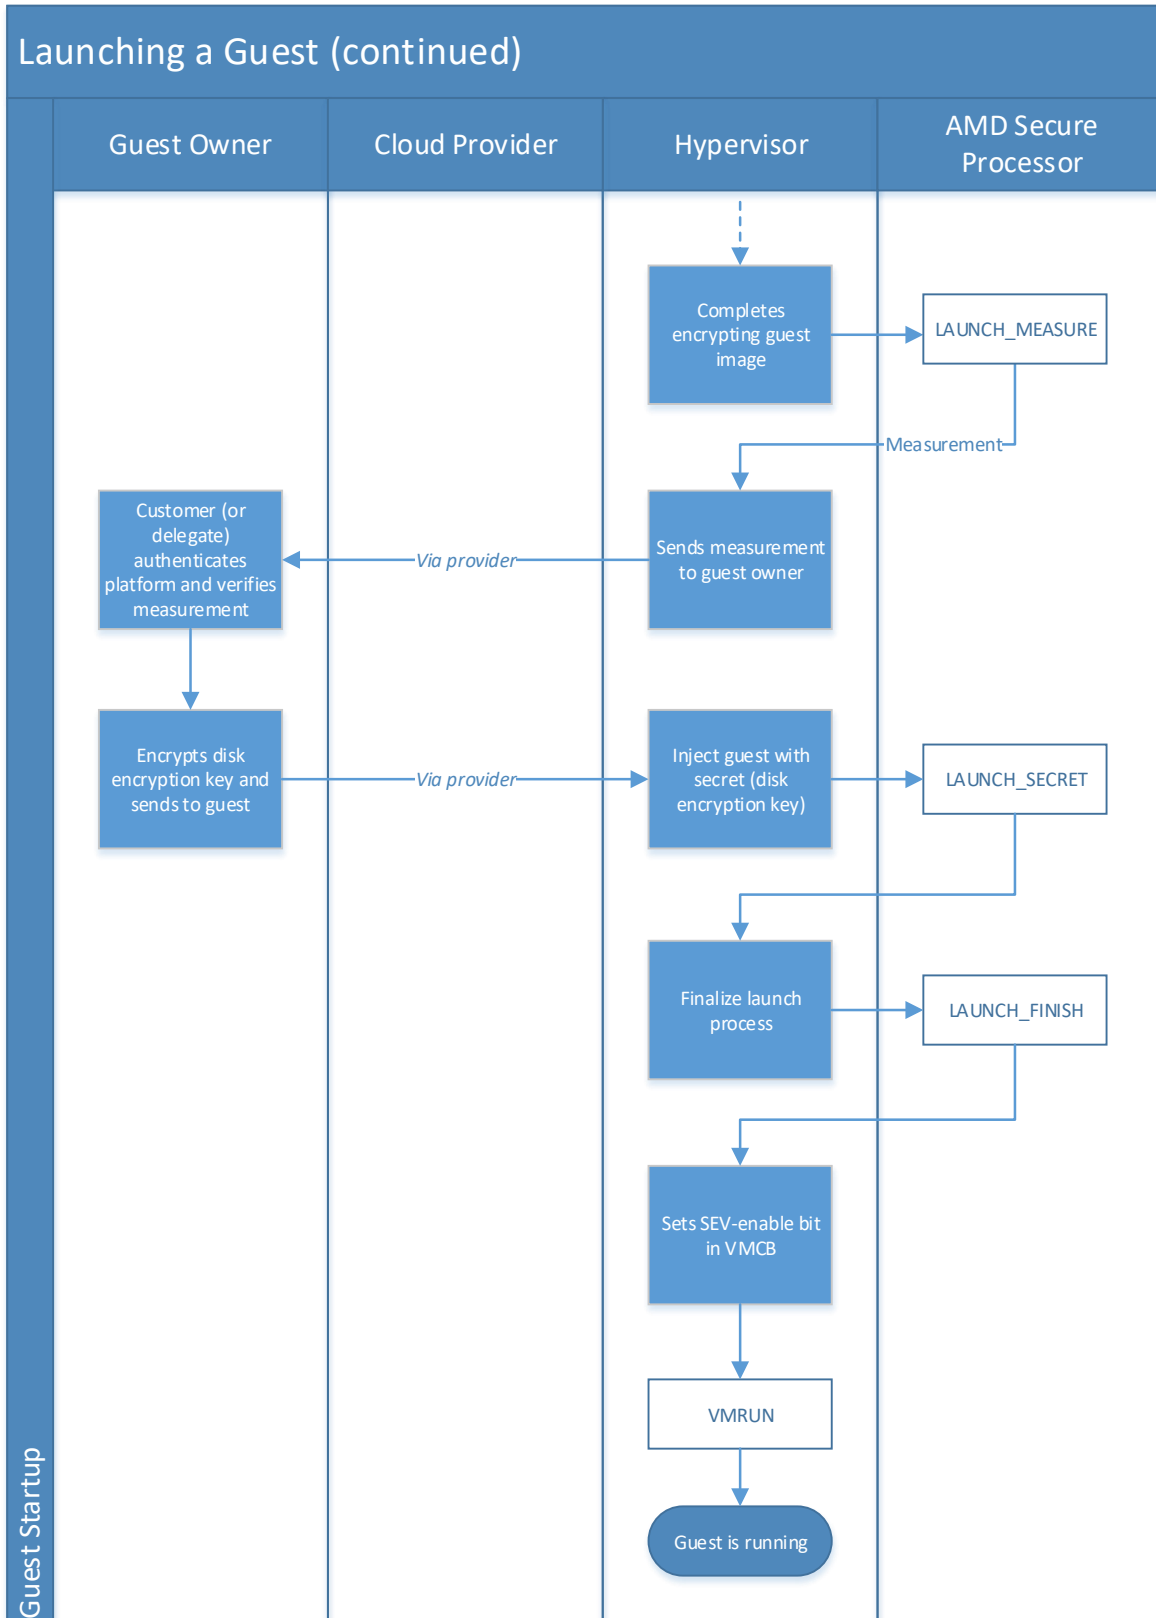 Launching a Guest (continued)
Guest Owner
Cloud Provider
Hypervisor
AMD Secure
Processor
Completes
encrypting guest
image
LAUNCH_MEASURE
Measurement
Customer (or
delegate)
authenticates
platform and verifies
measurement
Via provider
Sends measurement
to guest owner
Encrypts disk
encryption key and
sends to guest
Via provider
Inject guest with
secret (disk
encryption key)
LAUNCH_SECRET
Finalize launch
process
LAUNCH_FINISH
Sets SEV-enable bit
in VMCB
VMRUN
Guest is running
Guest Startup